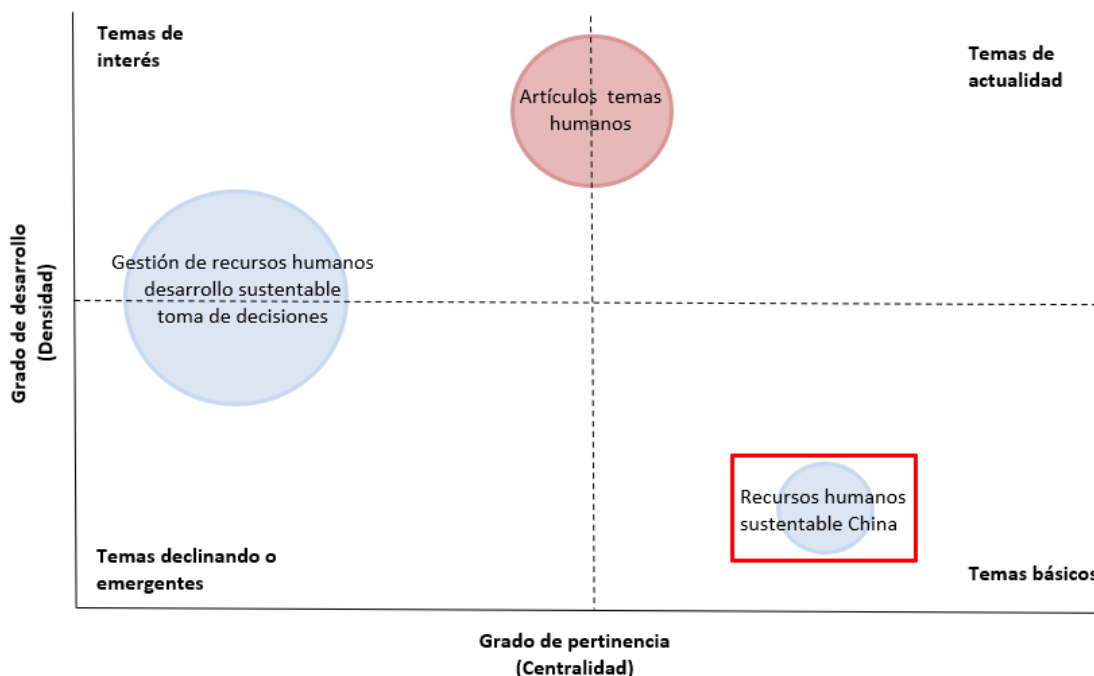 Temas de
interés
Artículos temas
humanos
Temas de
actualidad
Gestión de recursos humanos
desarrollo sustentable
toma de decisiones
Grado de desarrollo
(Densidad)
Recursos humanos
sustentable China
Temas declinando o
emergentes
Temas básicos
Grado de pertinencia
(Centralidad)